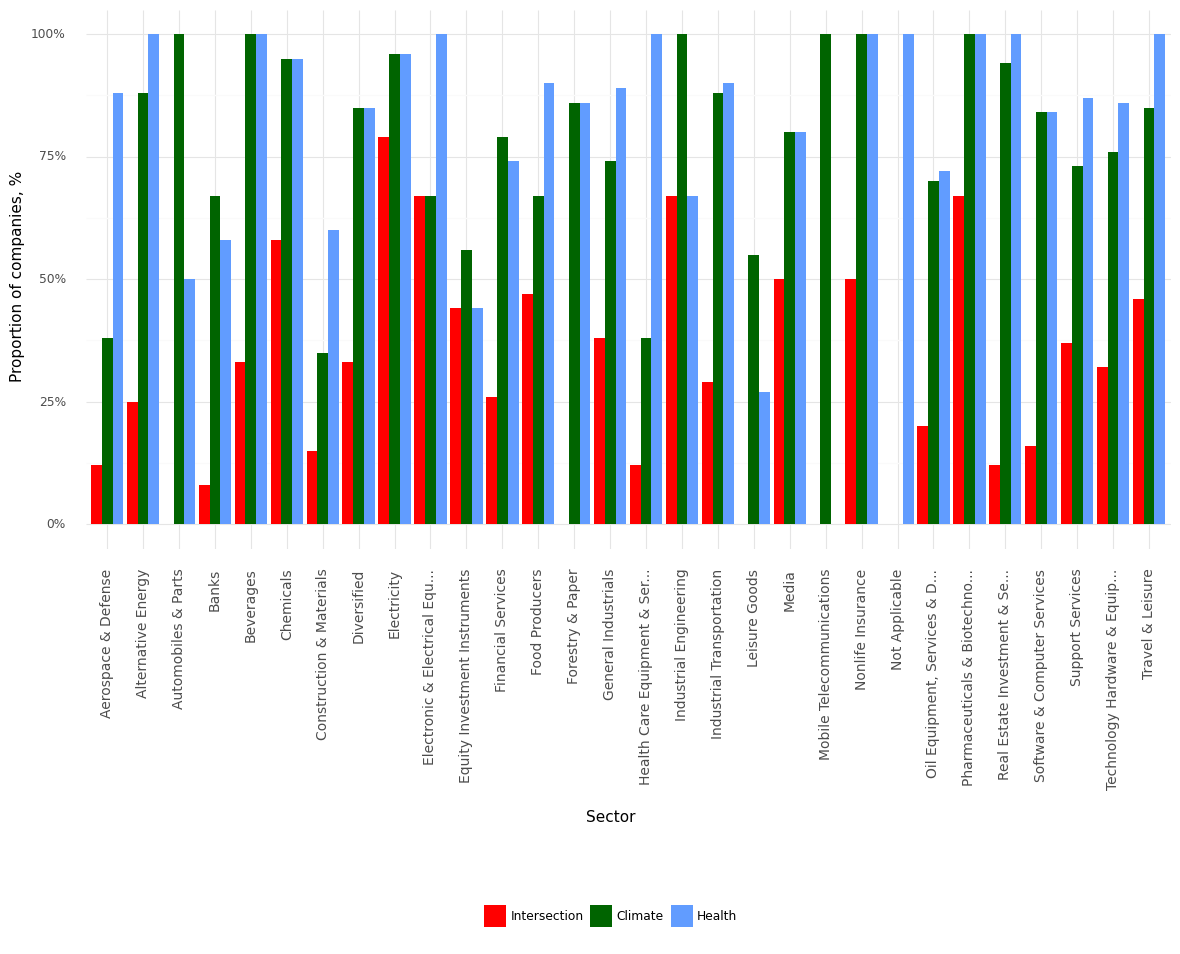 Proportion of companies, %
100%
75%
50%
25%
0%
Aerospace & Defense
Alternative Energy
Automobiles & Parts
Banks
Beverages
Chemicals
Construction & Materials
Diversified
Electricity
Electronic & Electrical Equ...
Equity Investment Instruments
Financial Services
Food Producers
Forestry & Paper
General Industrials
Health Care Equipment & Ser...
Industrial Engineering
Industrial Transportation
Leisure Goods
Media
Mobile Telecommunications
Nonlife Insurance
Not Applicable
Oil Equipment, Services & D...
Pharmaceuticals & Biotechno...
Real Estate Investment & Se...
Software & Computer Services
Support Services
Technology Hardware & Equip...
Travel & Leisure
Sector
Intersection Climate Health